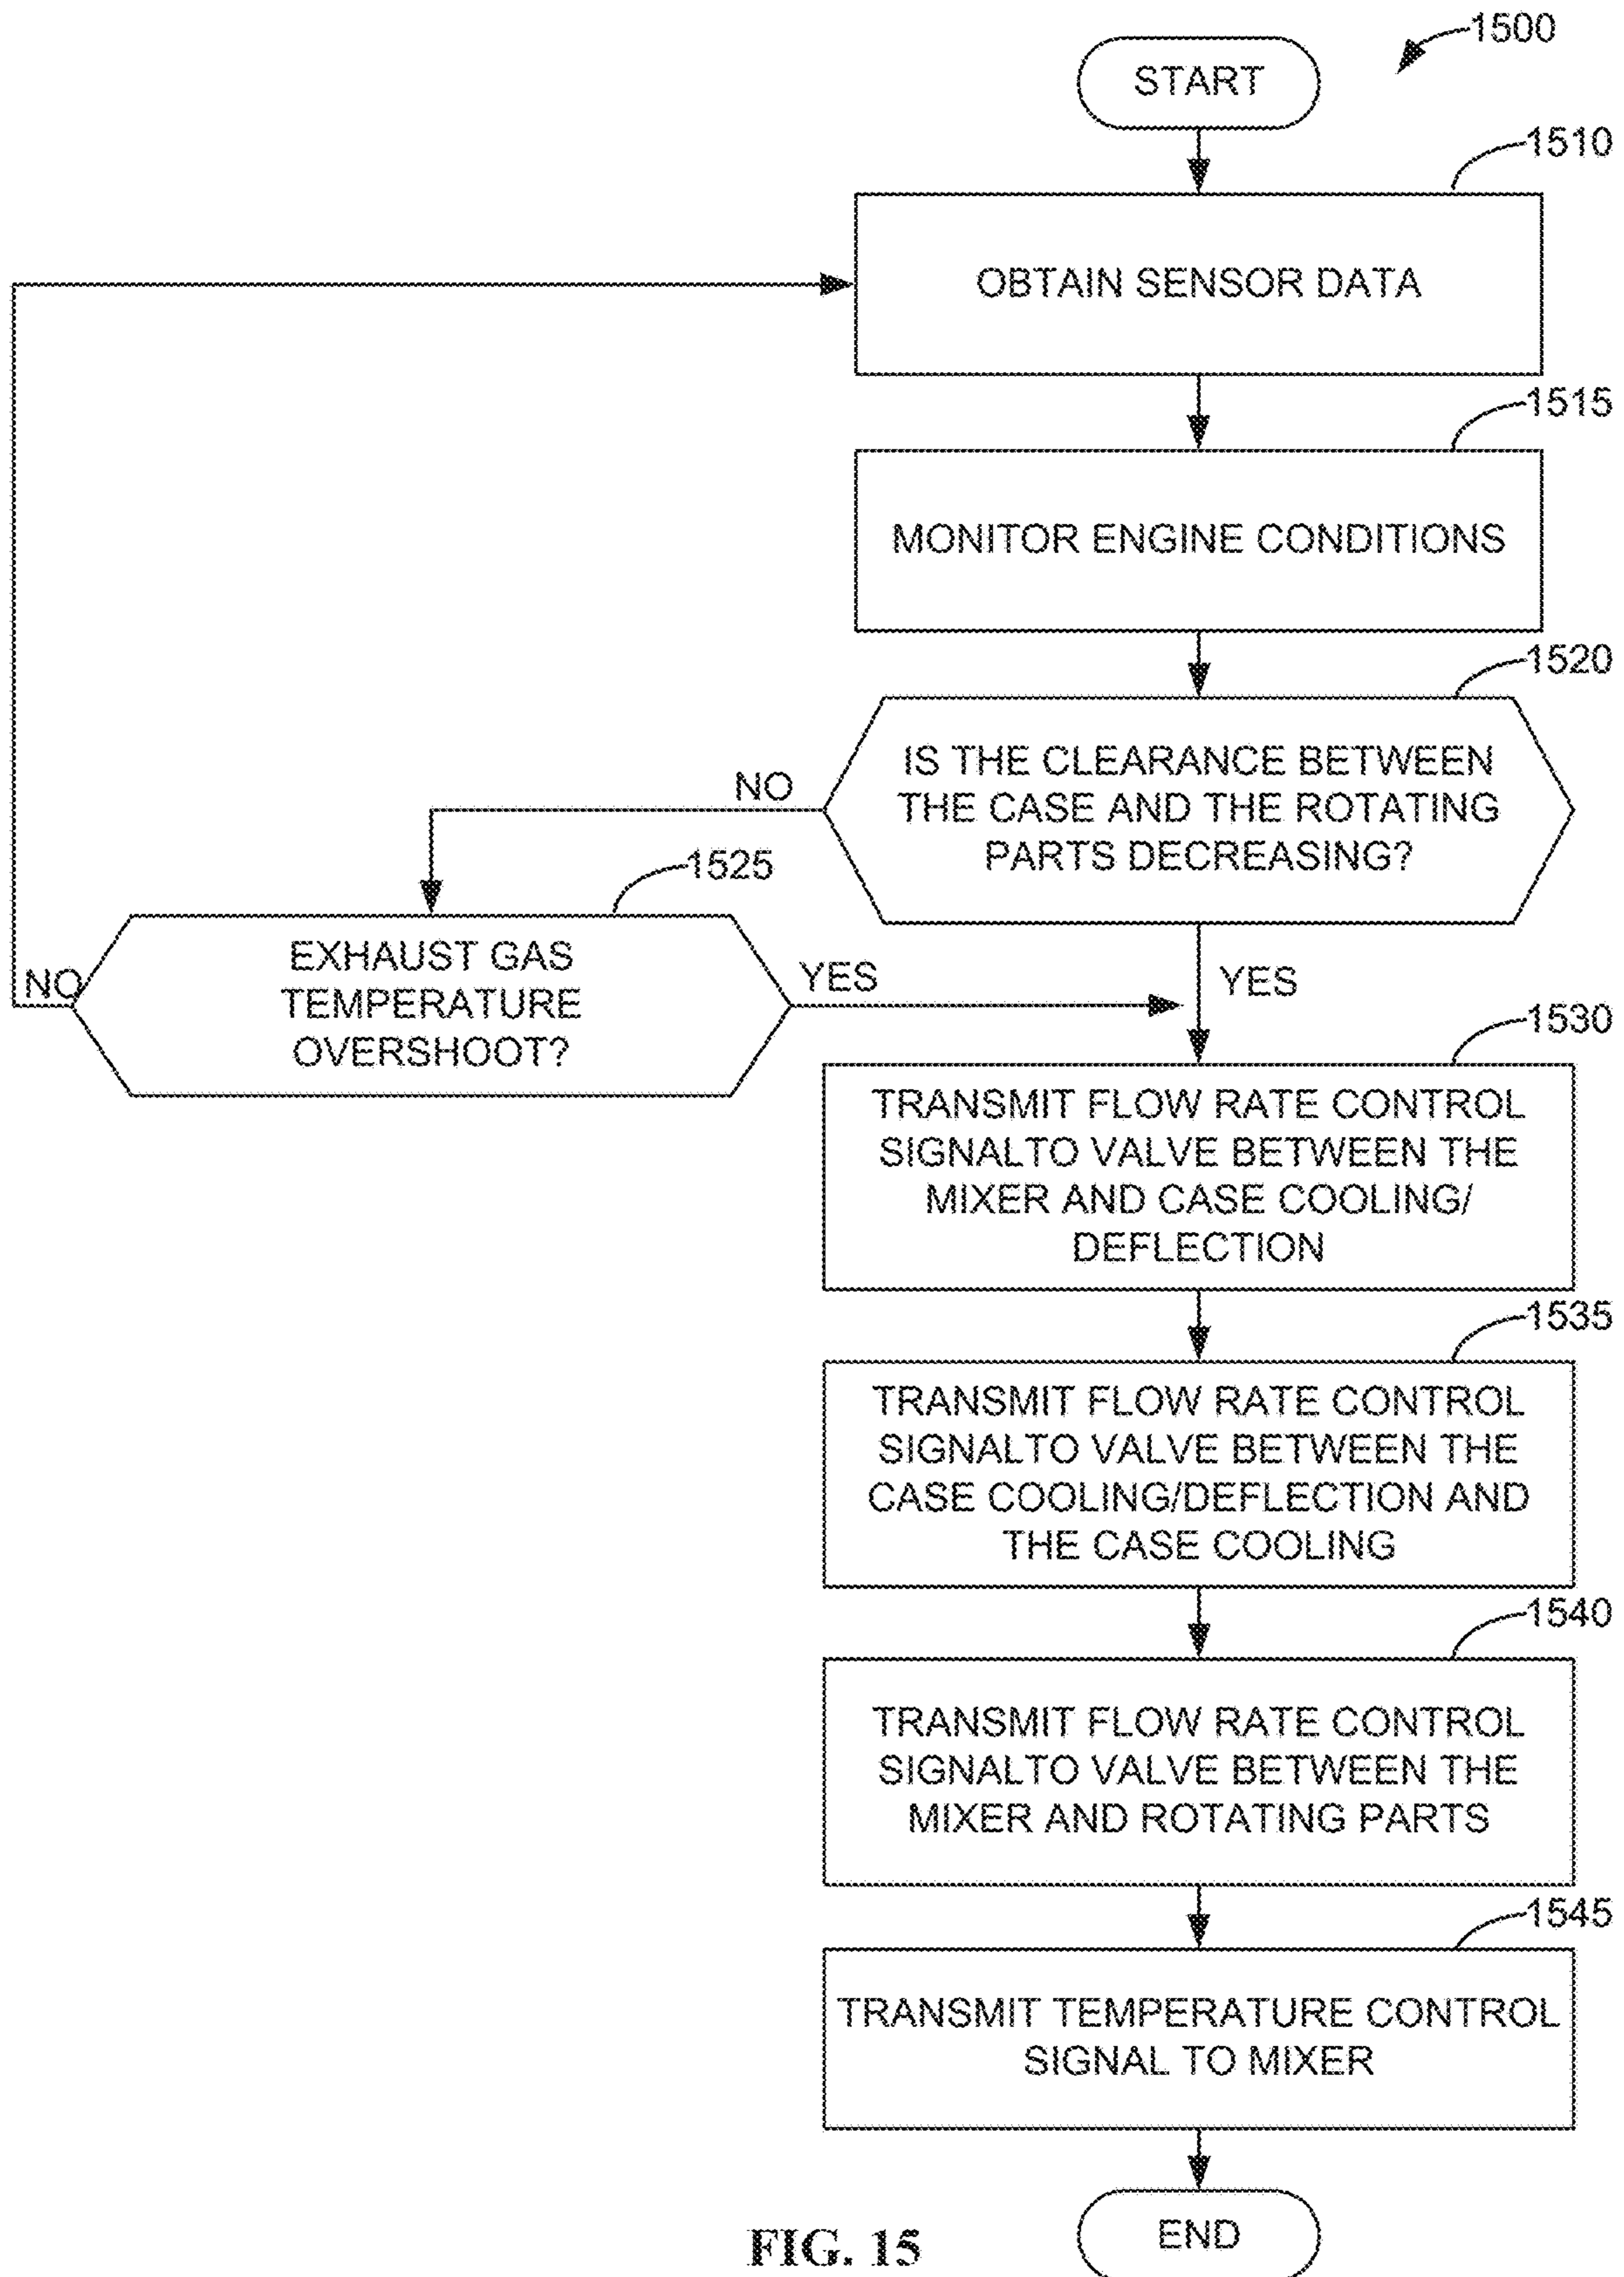 1500
START
1510
OBTAIN SENSOR DATA
1515
MONITOR ENGINE CONDITIONS
1520
IS THE CLEARANCE BETWEEN
THE CASE AND THE ROTATING
PARTS DECREASING?
NO
1525
EXHAUST GAS
TEMPERATURE
OVERSHOOT?
NO
YES
YES
1530
TRANSMIT FLOW RATE CONTROL
SIGNALTO VALVE BETWEEN THE
MIXER AND CASE COOLING/
DEFLECTION
1535
TRANSMIT FLOW RATE CONTROL
SIGNALTO VALVE BETWEEN THE
CASE COOLING/DEFLECTION AND
THE CASE COOLING
1540
TRANSMIT FLOW RATE CONTROL
SIGNALTO VALVE BETWEEN THE
MIXER AND ROTATING PARTS
1545
TRANSMIT TEMPERATURE CONTROL
SIGNAL TO MIXER
END
FIG. 15